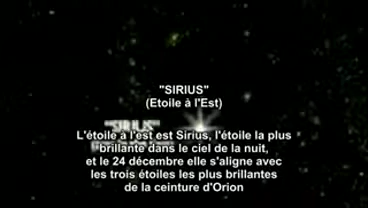 "SIRIUS"
(Etoile à l'Est)
"SIRIUS"
L'étoile à l'est est Sirius, l'étoile la plus
brillante dans le ciel de la nuit,
et le 24 décembre elle s'aligne avec
les trois étoiles les plus brillantes
de la ceinture d'Orion